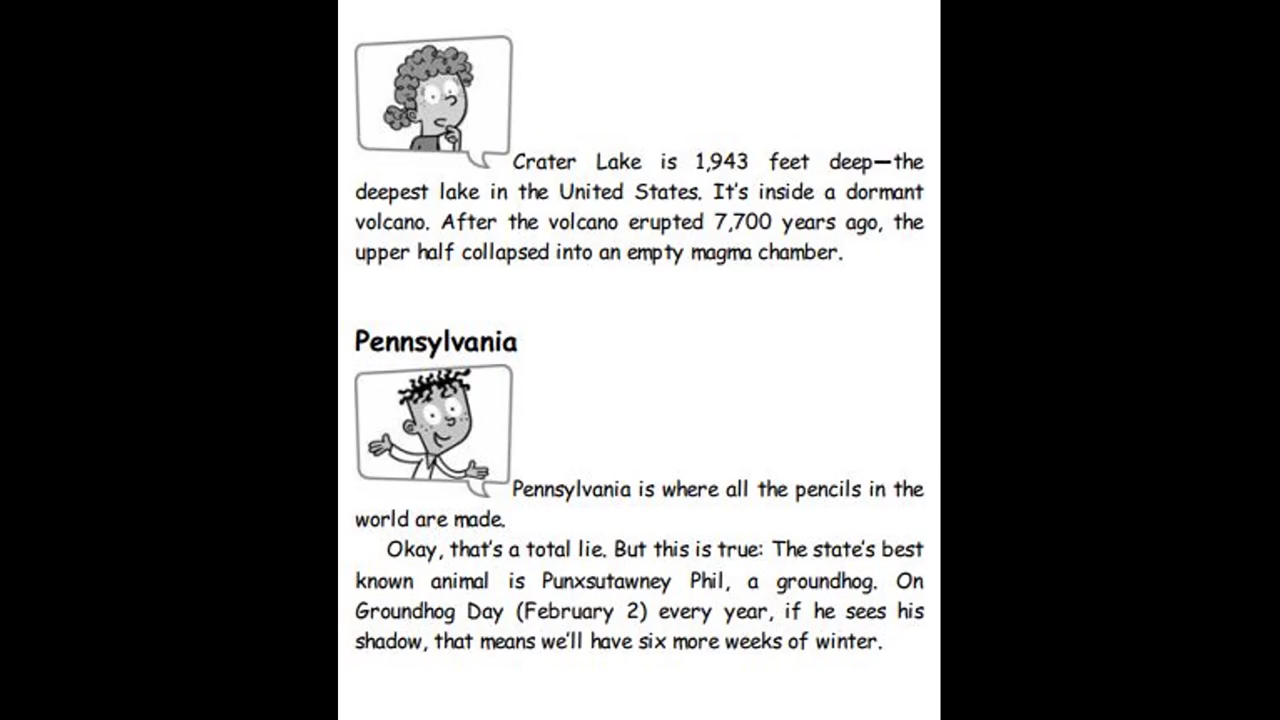 Crater Lake is 1,943 feet deep—the
deepest lake in the United States. It's inside a dormant
volcano. After the volcano erupted 7,700 years ago, the
upper half collapsed into an empty magma chamber.
Pennsylvania
Pennsylvania is where all the pencils in the
world are made.
Okay, that's a total lie. But this is true: The state's best
known animal is Punxsutawney Phil, a groundhog. On
Groundhog Day (February 2) every year, if he sees his
shadow, that means we'll have six more weeks of winter.